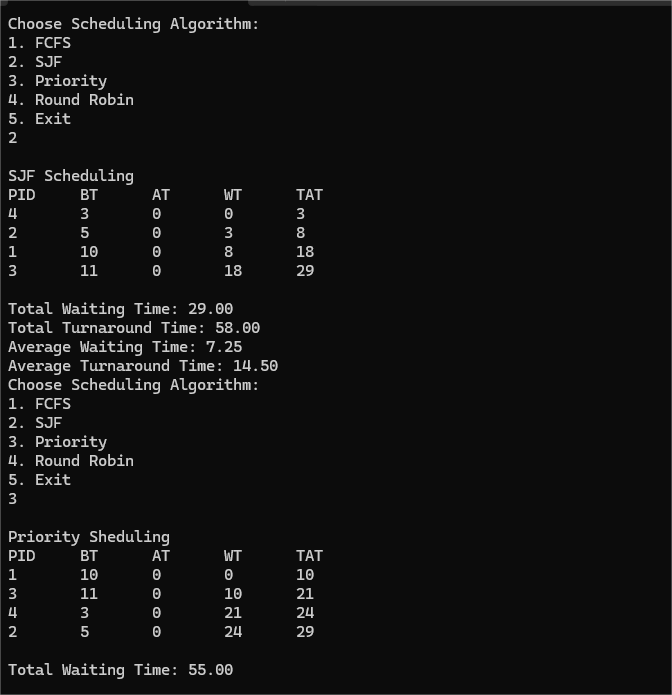 Choose Scheduling Algorithm:
1. FCFS
2. SJF
3. Priority
4. Round Robin
5. Exit
2

SJF Scheduling
PID     BT      AT      WT      TAT
4       3       0       0       3
2       5       0       3       8
1       10      0       8       18
3       11      0       18      29

Total Waiting Time: 29.00
Total Turnaround Time: 58.00
Average Waiting Time: 7.25
Average Turnaround Time: 14.50
Choose Scheduling Algorithm:
1. FCFS
2. SJF
3. Priority
4. Round Robin
5. Exit
3

Priority Sheduling
PID     BT      AT      WT      TAT
1       10      0       0       10
3       11      0       10      21
4       3       0       21      24
2       5       0       24      29

Total Waiting Time: 55.00